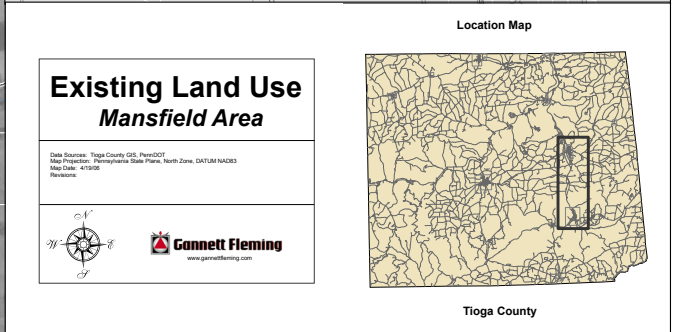 Existing Land Use
Mansfield Area
Data Sources: Tioga County GIS, PennDOT
Map Projection: Pennsylvania State Plane, North Zone, DATUM NAD83
Map Date: 4/19/06
Revisions:
N
W E
S
Gannett Fleming
www.gannettfleming.com
Location Map
Tioga County